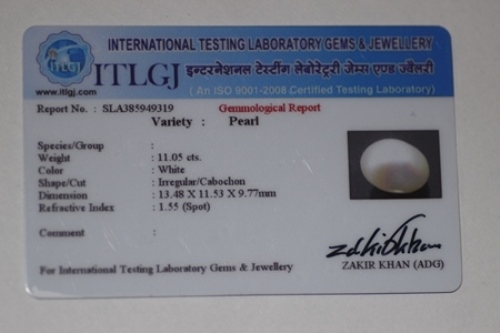 INTERNATIONAL TESTING LABORATORY GEMS & JEWELLERY
ITLGJ
ITLGJ इन्टरनेशनल टेस्टींग लेबोरेट्ररी जेम्स एण्ड ज्वैलरी
www.itlgj.com (An ISO 9001-2008 Certified Testing Laboratory)
Report No. : SLA385949319 Gemmological Report
Variety : Pearl
Species/Group :
Weight : 11.05 cts.
Color : White
Shape/Cut : Irregular/Cabochon
Dimension : 13.48 X 11.53 X 9.77mm
Refractive Index : 1.55 (Spot)
Comment :
zakirkhan
For International Testing Laboratory Gems & Jewellery ZAKIR KHAN (ADG)